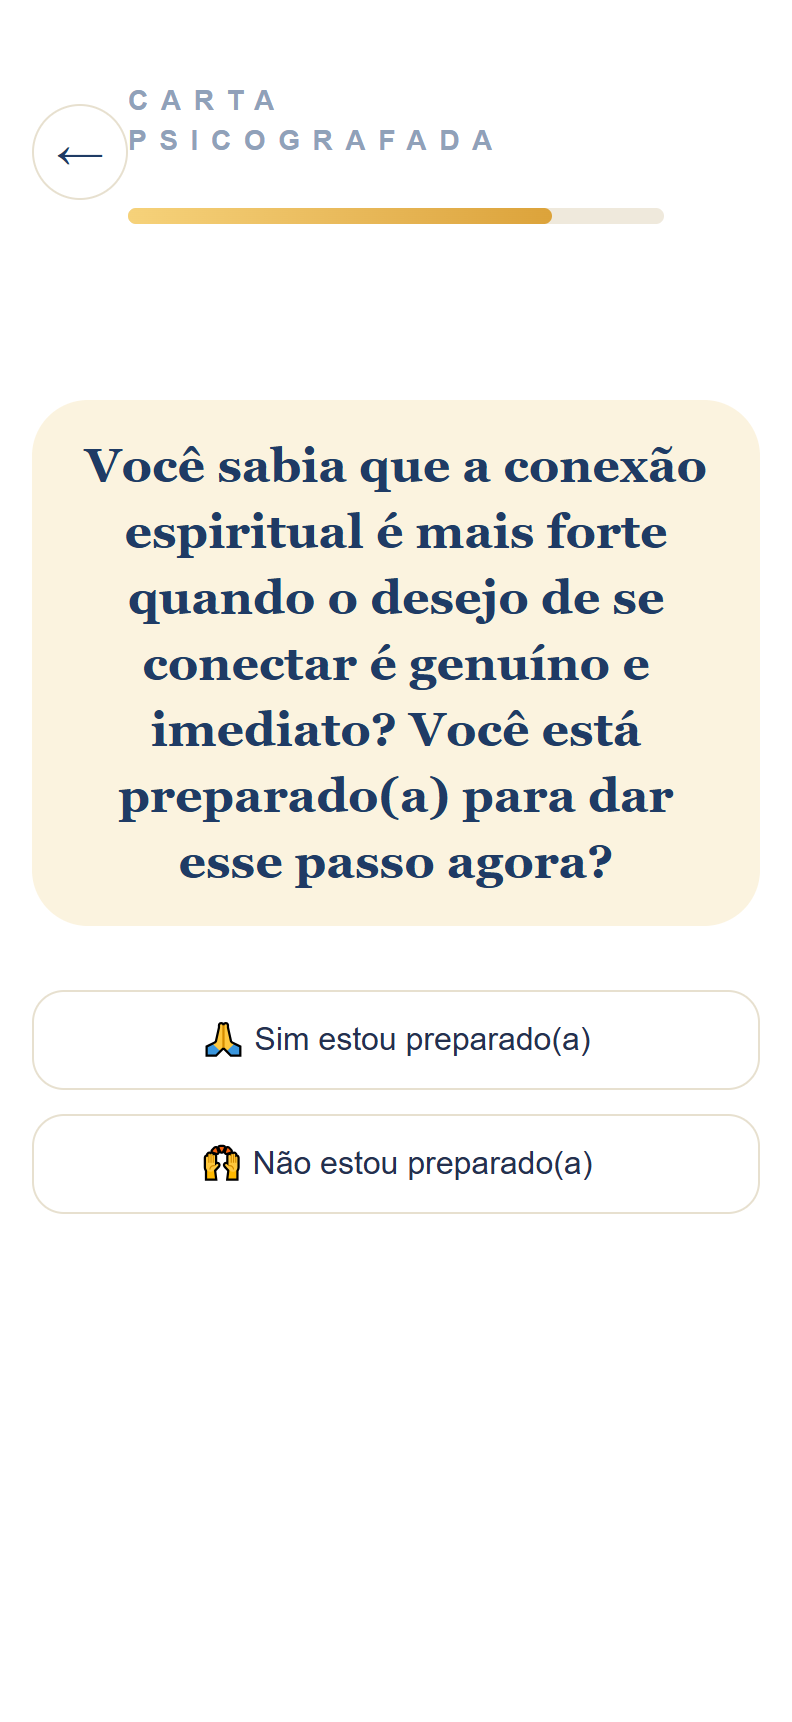 CARTA
PSICOGRAFADA
Você sabia que a conexão
espiritual é mais forte
quando o desejo de se
conectar é genuíno e
imediato? Você está
preparado(a) para dar
esse passo agora?
🙏 Sim estou preparado(a)
🙌 Não estou preparado(a)